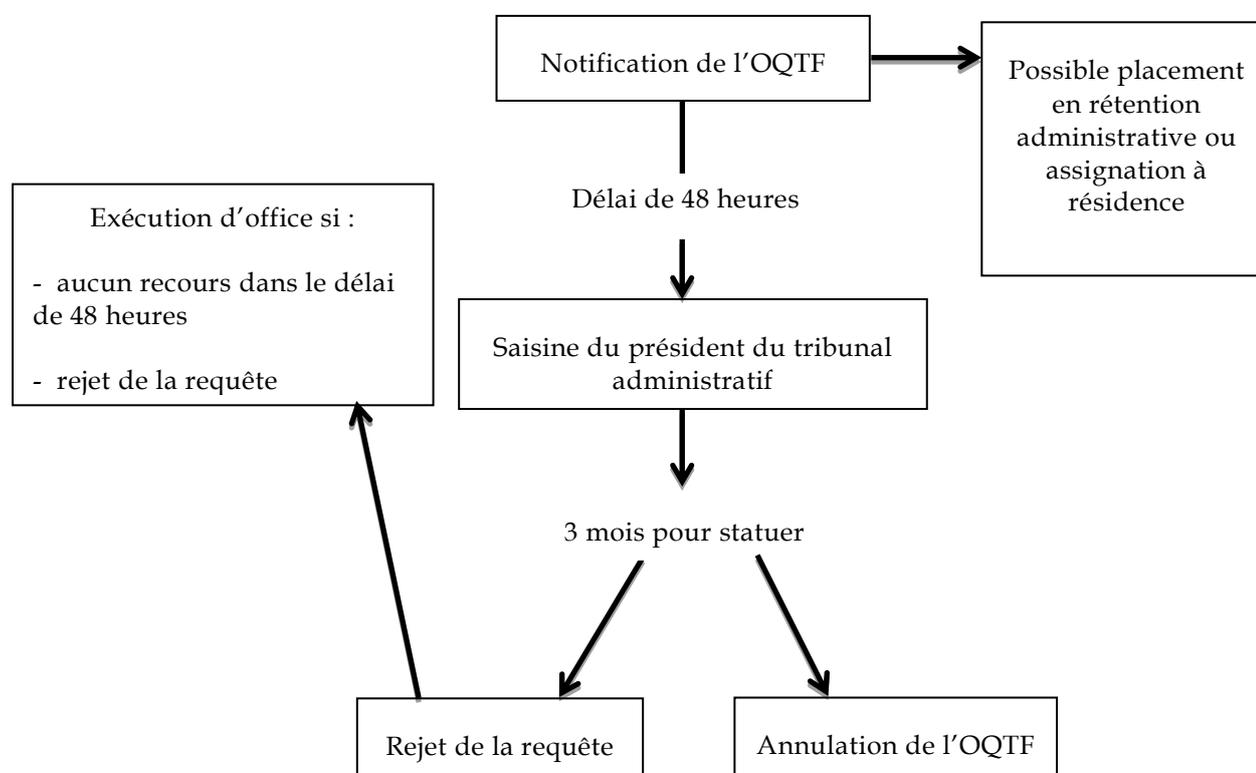 Notification de l’OQTF
Possible placement
en rétention
administrative ou
assignation à
résidence
Délai de 48 heures
Exécution d’office si :
- aucun recours dans le délai
de 48 heures
- rejet de la requête
Saisine du président du tribunal
administratif
3 mois pour statuer
Rejet de la requête
Annulation de l’OQTF